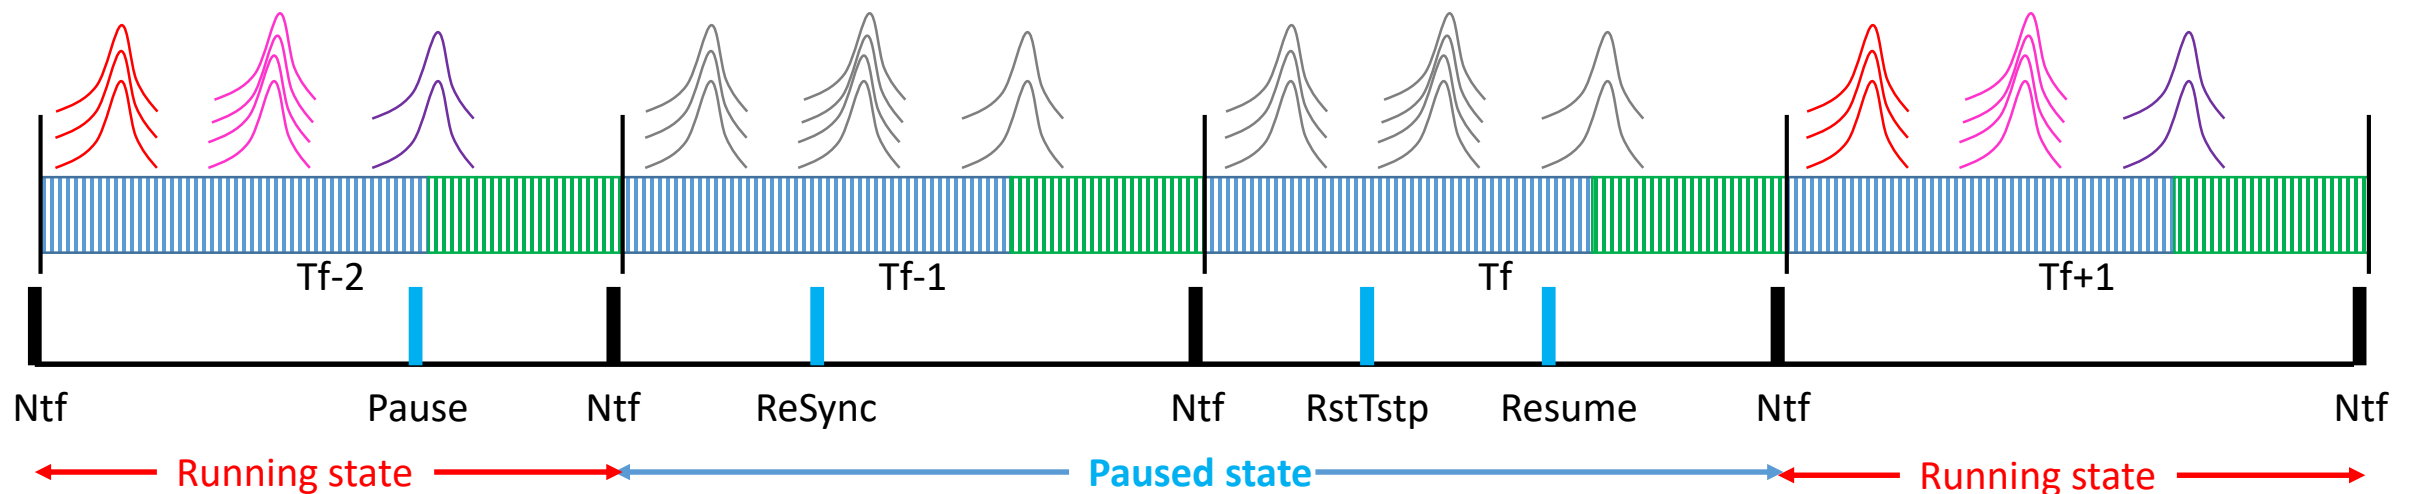 Tf-2 Tf-1 Tf Tf+1
Ntf Pause Ntf ReSync Ntf RstTstp Resume Ntf Ntf
Running state Paused state Running state